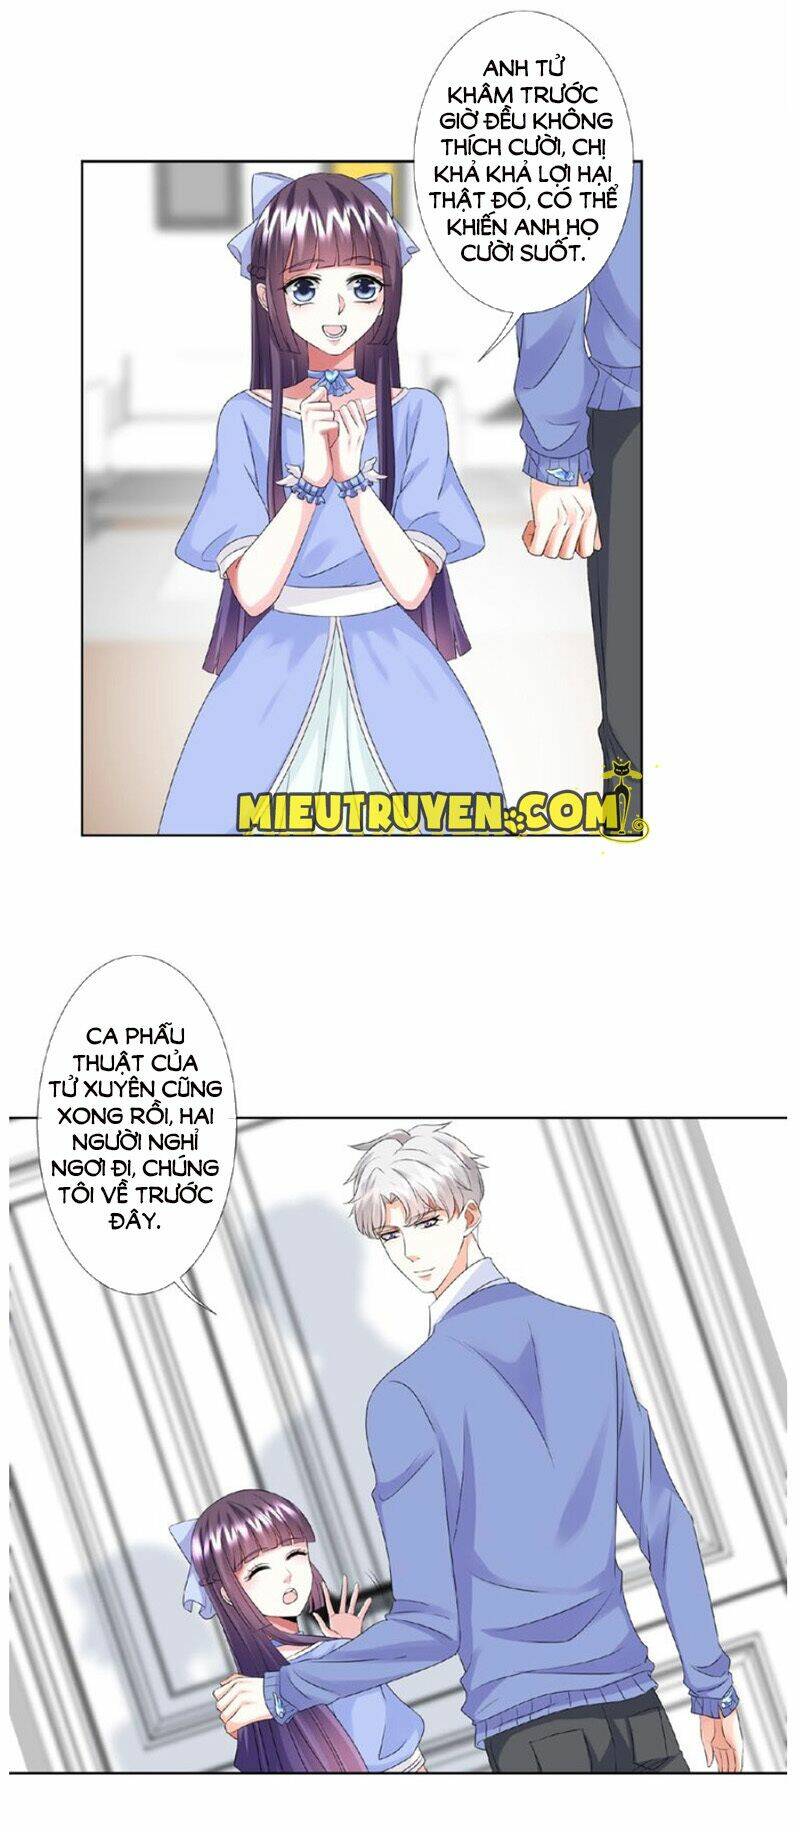 ANH TỬ
KHÂM TRƯỚC
GIỜ ĐỀU KHÔNG
THÍCH CƯỜI, CHỊ
KHẢ KHẢ LỢI HẠI
THẬT ĐÓ, CÓ THỂ
KHIẾN ANH HỌ
CƯỜI SUỐT.
MIEUTRUYEN.COM
CA PHẪU
THUẬT CỦA
TỬ XUYÊN CŨNG
XONG RỒI, HAI
NGƯỜI NGHỈ
NGƠI ĐI, CHÚNG
TÔI VỀ TRƯỚC
ĐÂY.